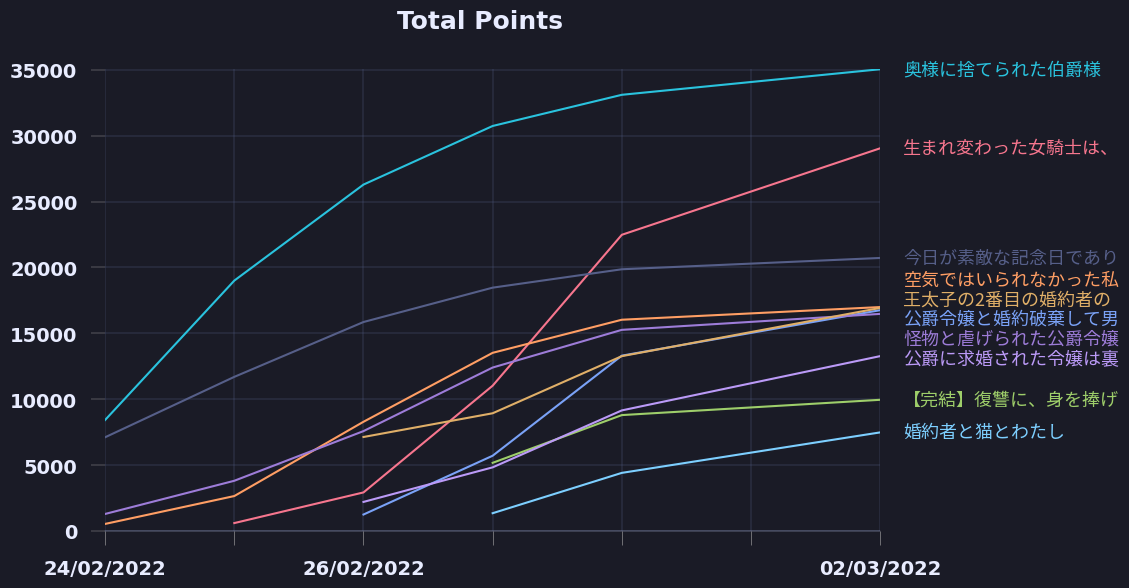 Total Points
35000
30000
25000
20000
15000
10000
5000
0
24/02/2022
26/02/2022
02/03/2022
奥様に捨てられた伯爵様
生まれ変わった女騎士は、
今日が素敵な記念日であり
空気ではいられなかった私
王太子の2番目の婚約者の
公爵令嬢と婚約破棄して男
怪物と虐げられた公爵令嬢
公爵に求婚された令嬢は裏
【完結】復讐に、身を捧げ
婚約者と猫とわたし